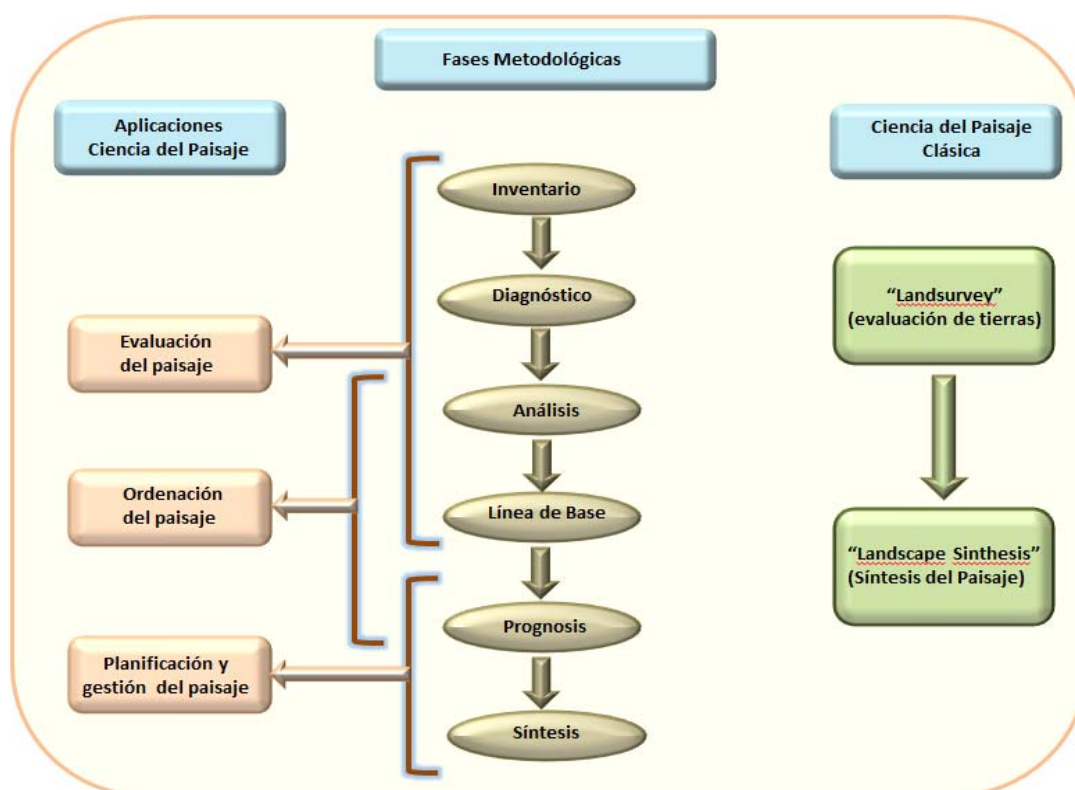 Fases Metodológicas
Aplicaciones
Ciencia del Paisaje
Ciencia del Paisaje
Clásica
Inventario
Diagnóstico
Análisis
Línea de Base
Prognosis
Síntesis
Evaluación
del paisaje
Ordenación
del paisaje
Planificación y
gestión del paisaje
“Landsurvey”
(evaluación de tierras)
“Landscape Sinthesis”
(Síntesis del Paisaje)